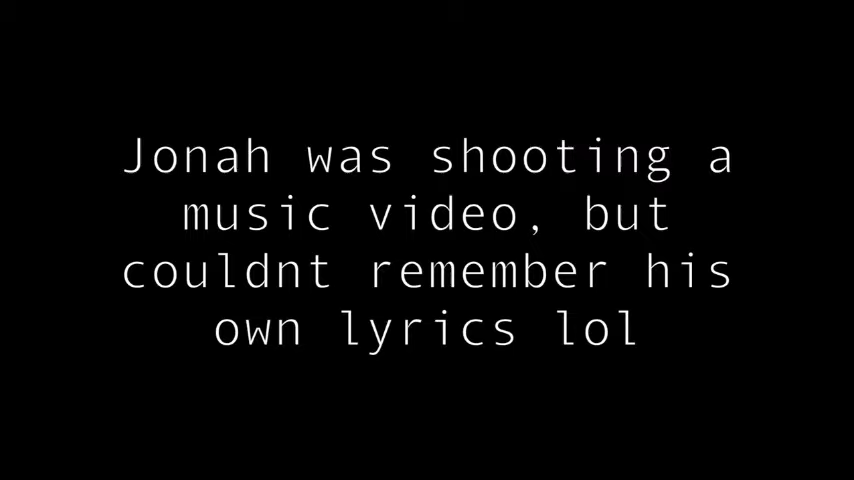 Jonah was shooting a
music video, but
couldnt remember his
own lyrics lol